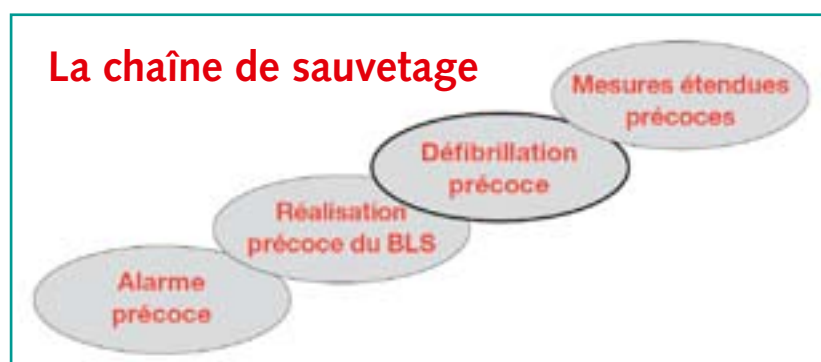 La chaîne de sauvetage
Mesures étendues
précoces
Défibrillation
précoce
Réalisation
précoce du BLS
Alarme
précoce